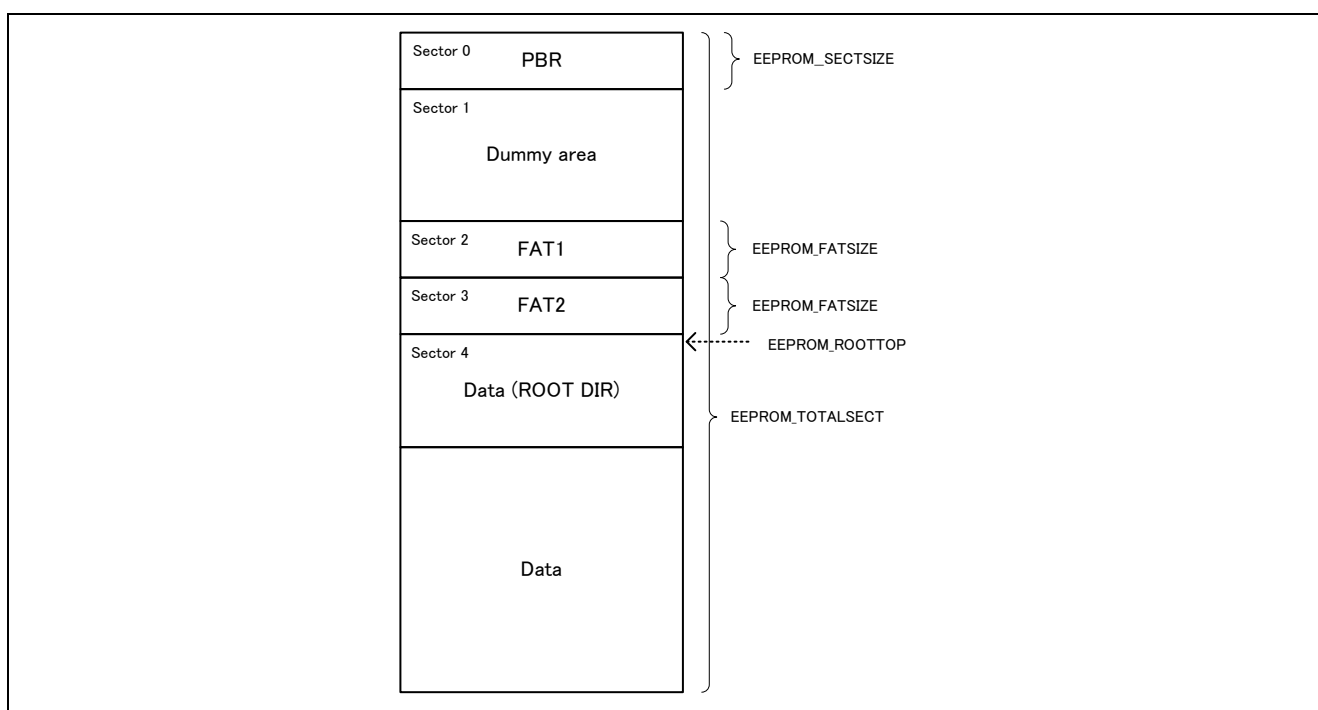 Sector 0
PBR
EEPROM_SECTSIZE
Sector 1
Dummy area
Sector 2
FAT1
EEPROM_FATSIZE
Sector 3
FAT2
EEPROM_FATSIZE
EEPROM_ROOTTOP
Sector 4
Data (ROOT DIR)
EEPROM_TOTALSECT
Data